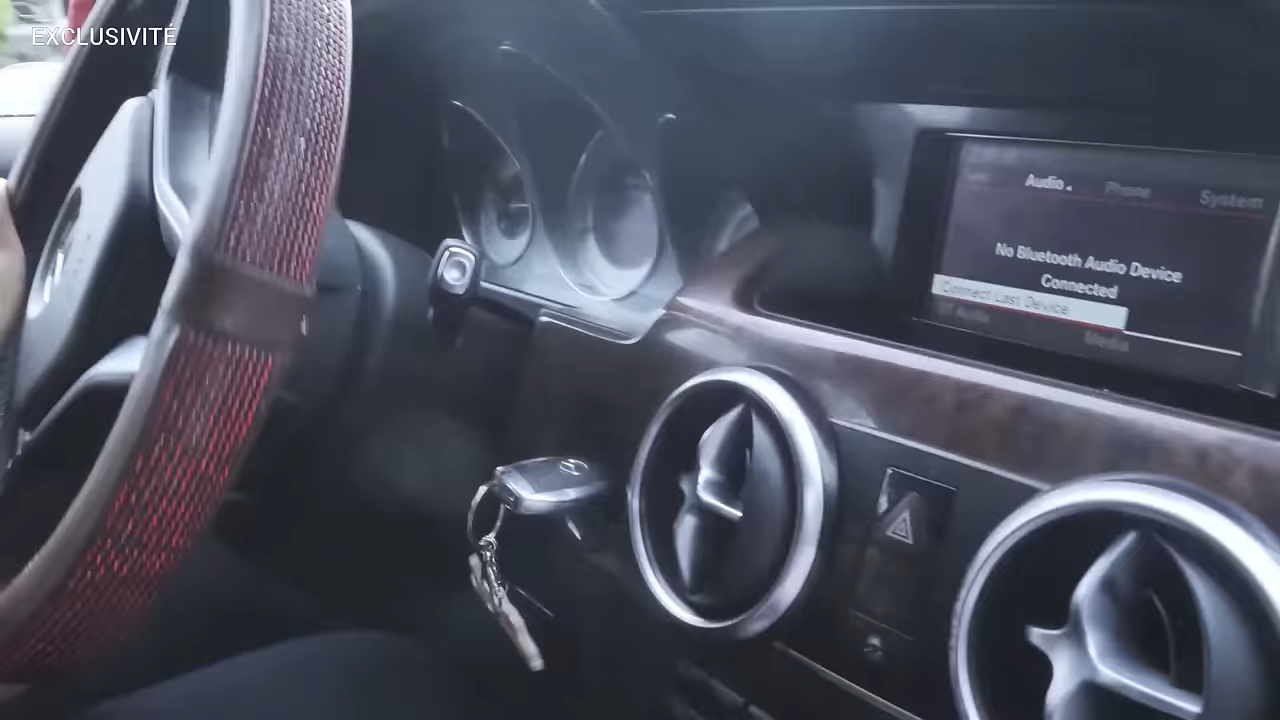 EXCLUSIVITÉ
Audio Phone System
No Bluetooth Audio Device
Connected
Connect Last Device
Media